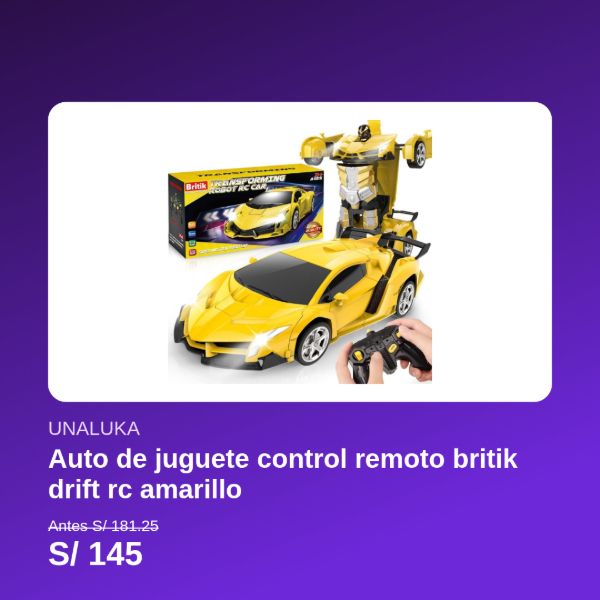 TRANSFORMING
Britik
TRANSFORMING
ROBOT RC CAR
UNALUKA
Auto de juguete control remoto britik
drift rc amarillo
Antes S/ 181.25
S/ 145